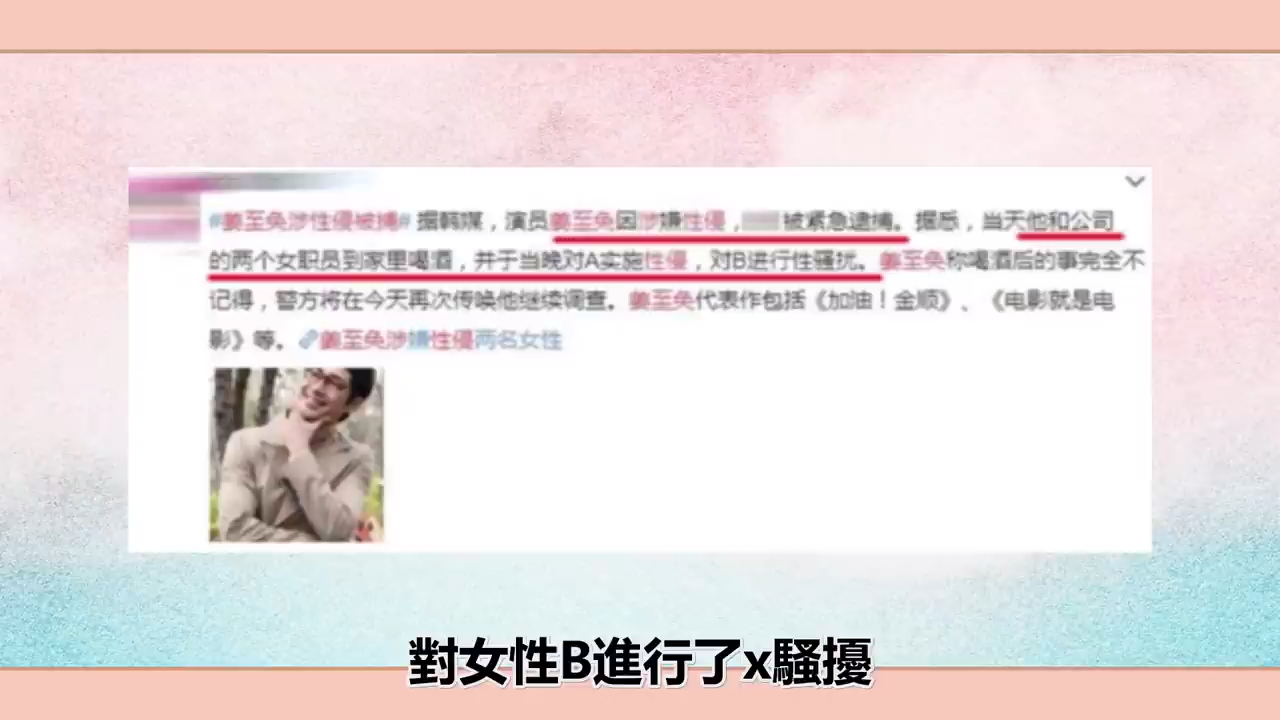 #姜至奂涉性侵被捕# 据韩媒，演员姜至奂因涉嫌性侵，被紧急逮捕。据悉，当天他和公司
的两个女职员到家里喝酒，并于当晚对A实施性侵，对B进行性骚扰。姜至奂称喝酒后的事完全不
记得，警方将在今天再次传唤他继续调查。姜至奂代表作包括《加油！金顺》、《电影就是电
影》等。姜至奂涉嫌性侵两名女性
對女性B進行了x騷擾